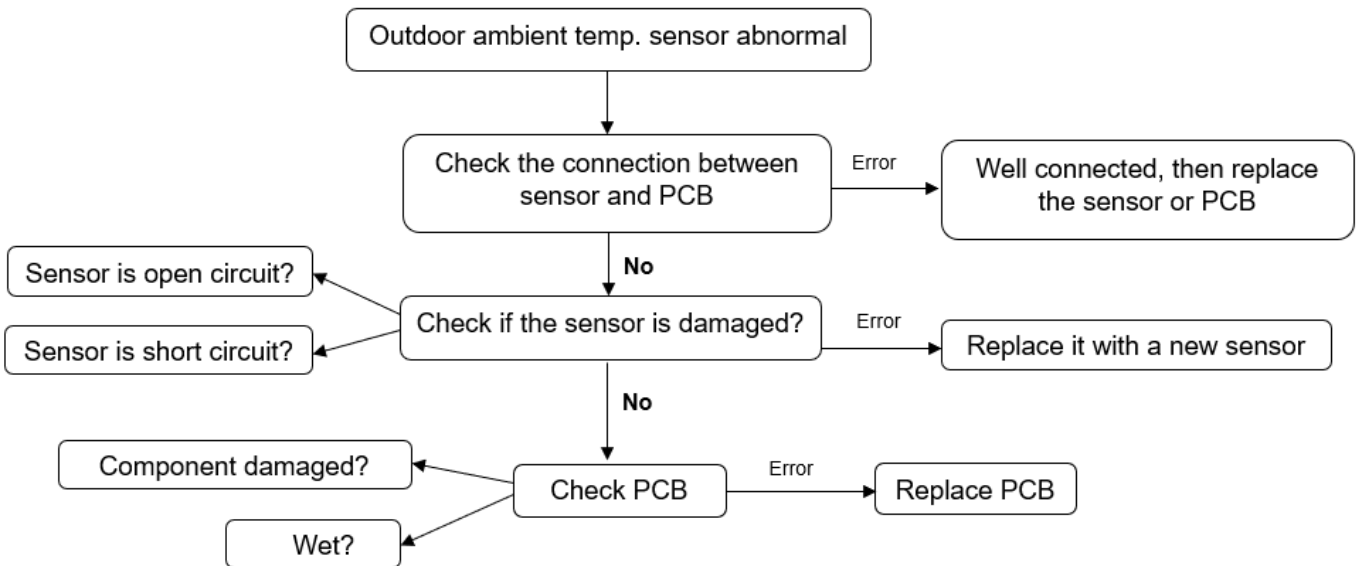 Outdoor ambient temp. sensor abnormal
Check the connection between
sensor and PCB
Error
Well connected, then replace
the sensor or PCB
No
Sensor is open circuit?
Sensor is short circuit?
Check if the sensor is damaged?
Error
Replace it with a new sensor
No
Component damaged?
Wet?
Check PCB
Error
Replace PCB